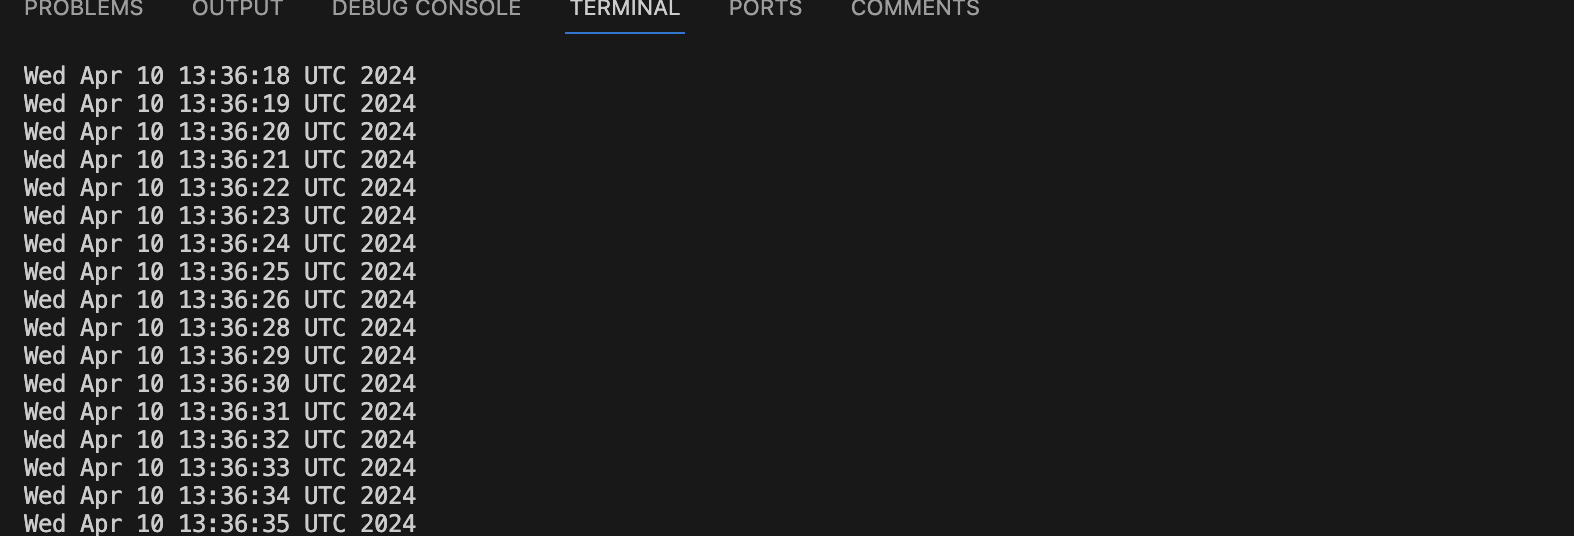 PROBLEMS OUTPUT DEBUG CONSOLE TERMINAL PORTS COMMENTS
Wed Apr 10 13:36:18 UTC 2024
Wed Apr 10 13:36:19 UTC 2024
Wed Apr 10 13:36:20 UTC 2024
Wed Apr 10 13:36:21 UTC 2024
Wed Apr 10 13:36:22 UTC 2024
Wed Apr 10 13:36:23 UTC 2024
Wed Apr 10 13:36:24 UTC 2024
Wed Apr 10 13:36:25 UTC 2024
Wed Apr 10 13:36:26 UTC 2024
Wed Apr 10 13:36:28 UTC 2024
Wed Apr 10 13:36:29 UTC 2024
Wed Apr 10 13:36:30 UTC 2024
Wed Apr 10 13:36:31 UTC 2024
Wed Apr 10 13:36:32 UTC 2024
Wed Apr 10 13:36:33 UTC 2024
Wed Apr 10 13:36:34 UTC 2024
Wed Apr 10 13:36:35 UTC 2024